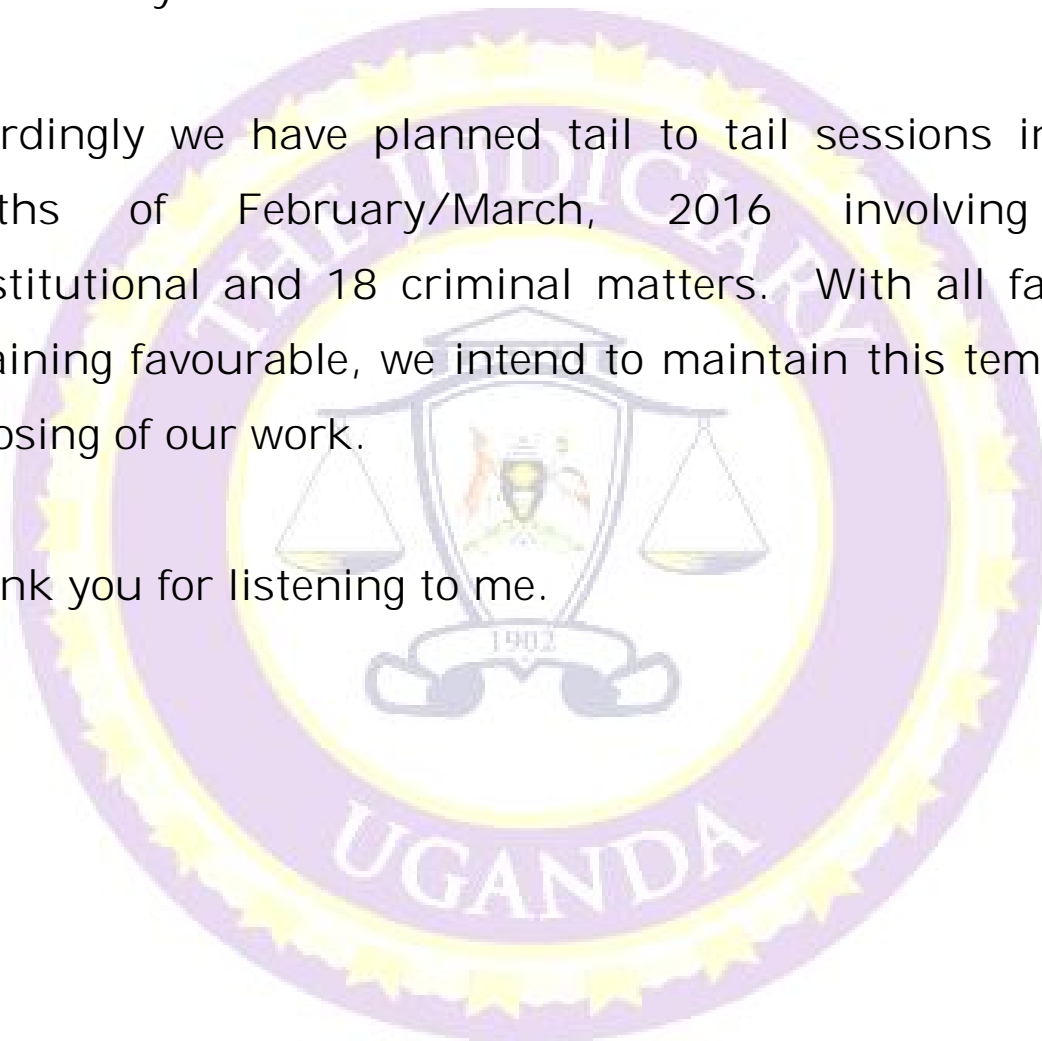 rdingly we have planned tail to tail sessions in
ths of February/March, 2016 involving
stitutional and 18 criminal matters. With all fa
aining favourable, we intend to maintain this tem
osing of our work.
nk you for listening to me.
THE JUDICIARY
1902
UGANDA